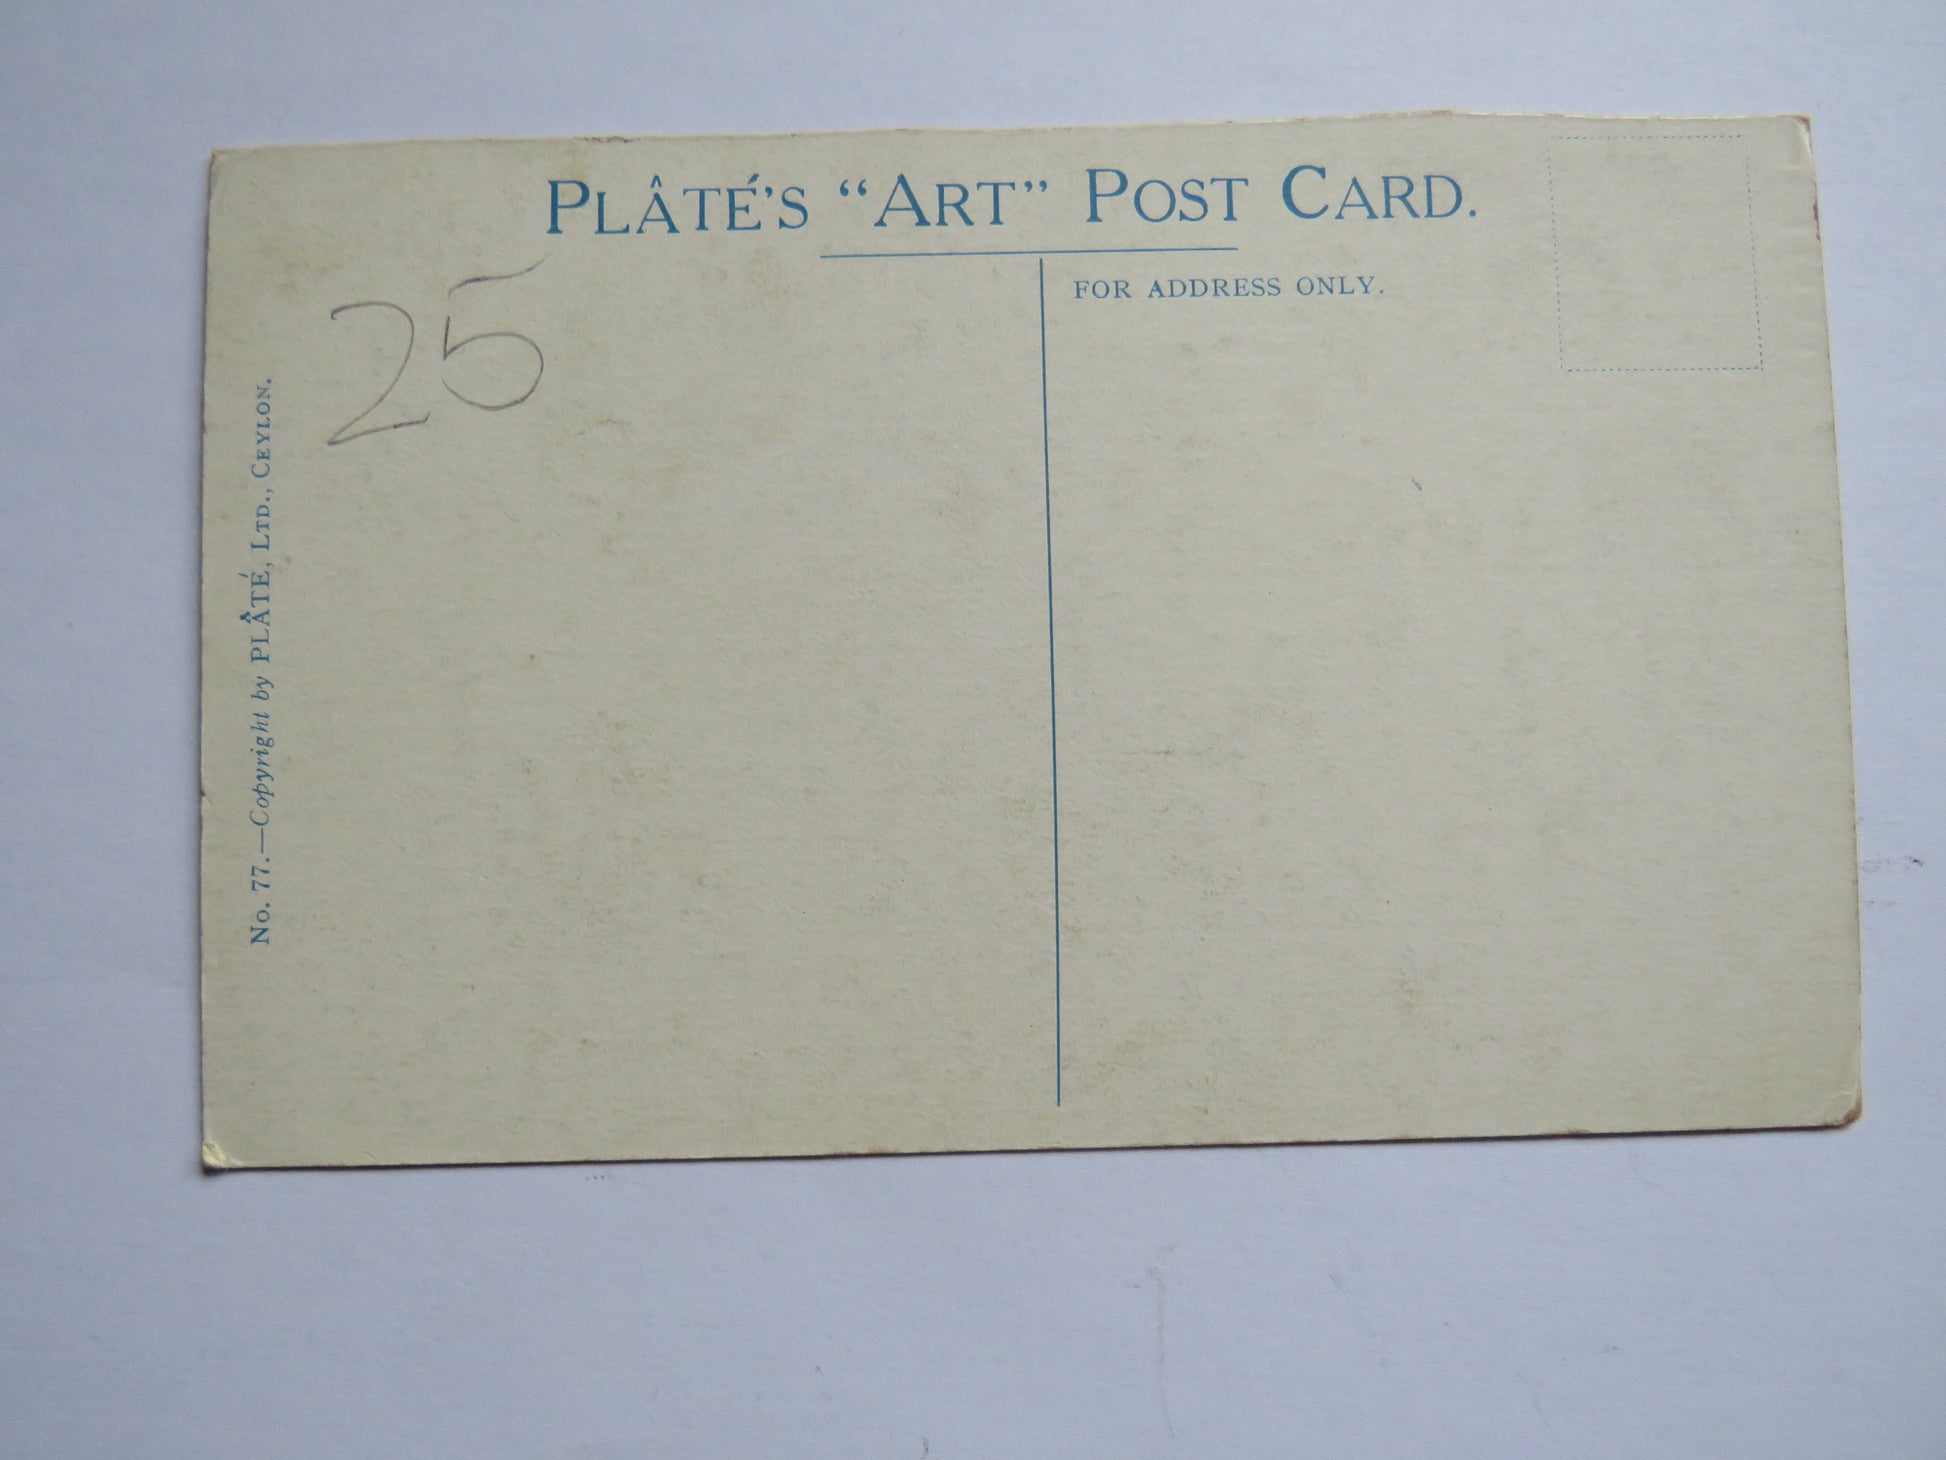 PLÂTÉ'S "ART" POST CARD.
FOR ADDRESS ONLY.
25
No. 77.—Copyright by PLÂTÉ, LTD., CEYLON.